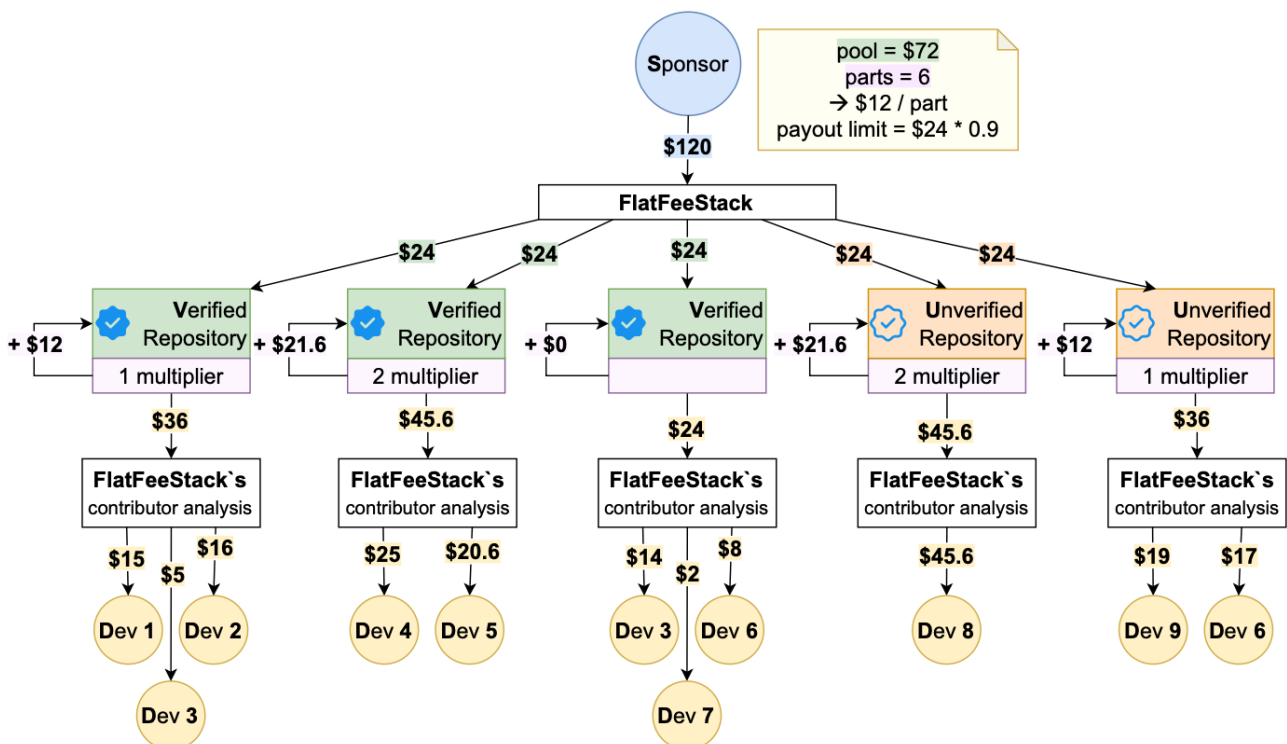 Sponsor
pool = $72
parts = 6
→ $12 / part
payout limit = $24 * 0.9
$120
FlatFeeStack
$24
$24
$24
$24
$24
Verified
Repository
+ $12
1 multiplier
Verified
Repository
+ $21.6
2 multiplier
Verified
Repository
+ $0
Unverified
Repository
+ $21.6
2 multiplier
Unverified
Repository
+ $12
1 multiplier
$36
$45.6
$24
$45.6
$36
FlatFeeStack`s
contributor analysis
FlatFeeStack`s
contributor analysis
FlatFeeStack`s
contributor analysis
FlatFeeStack`s
contributor analysis
FlatFeeStack`s
contributor analysis
$15
$5
$16
$25
$20.6
$14
$2
$8
$45.6
$19
$17
Dev 1
Dev 2
Dev 4
Dev 5
Dev 3
Dev 6
Dev 8
Dev 9
Dev 6
Dev 3
Dev 7